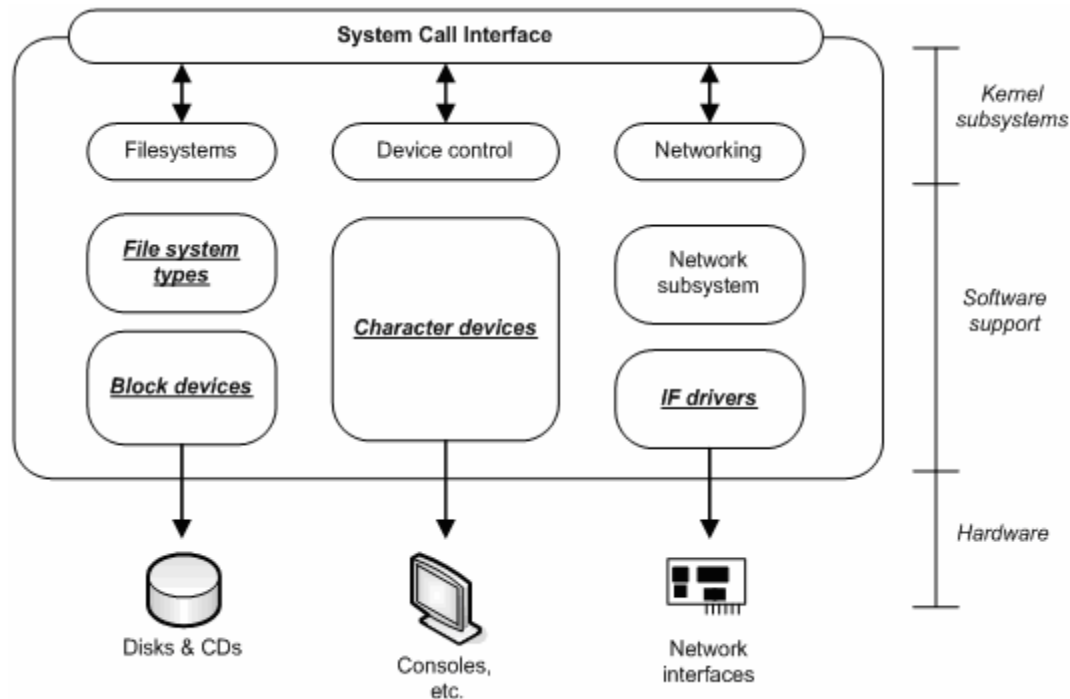 System Call Interface
Kernel
subsystems
Filesystems
Device control
Networking
File system
types
Character devices
Network
subsystem
Software
support
Block devices
IF drivers
Hardware
Disks & CDs
Consoles,
etc.
Network
interfaces